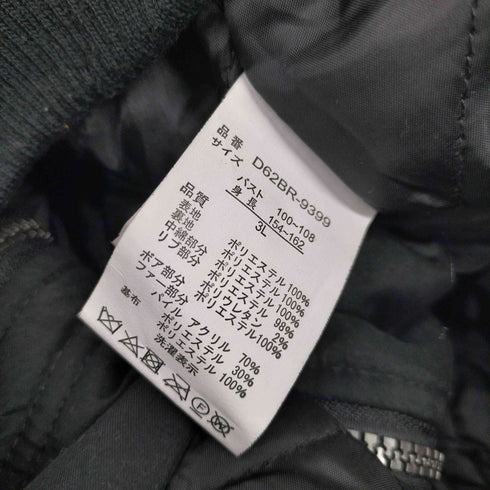 品番 D62BR-9399
サイズ
バスト 100-108
身長 154-162
3L
品質
表地 ポリエステル100%
裏地 ポリエステル100%
中綿部分 ポリエステル100%
リブ部分 ポリエステル 98%
ポリウレタン 2%
ボア部分 ポリエステル100%
ファー部分
パイル アクリル 70%
ポリエステル 30%
基布 ポリエステル100%
洗濯表示
P